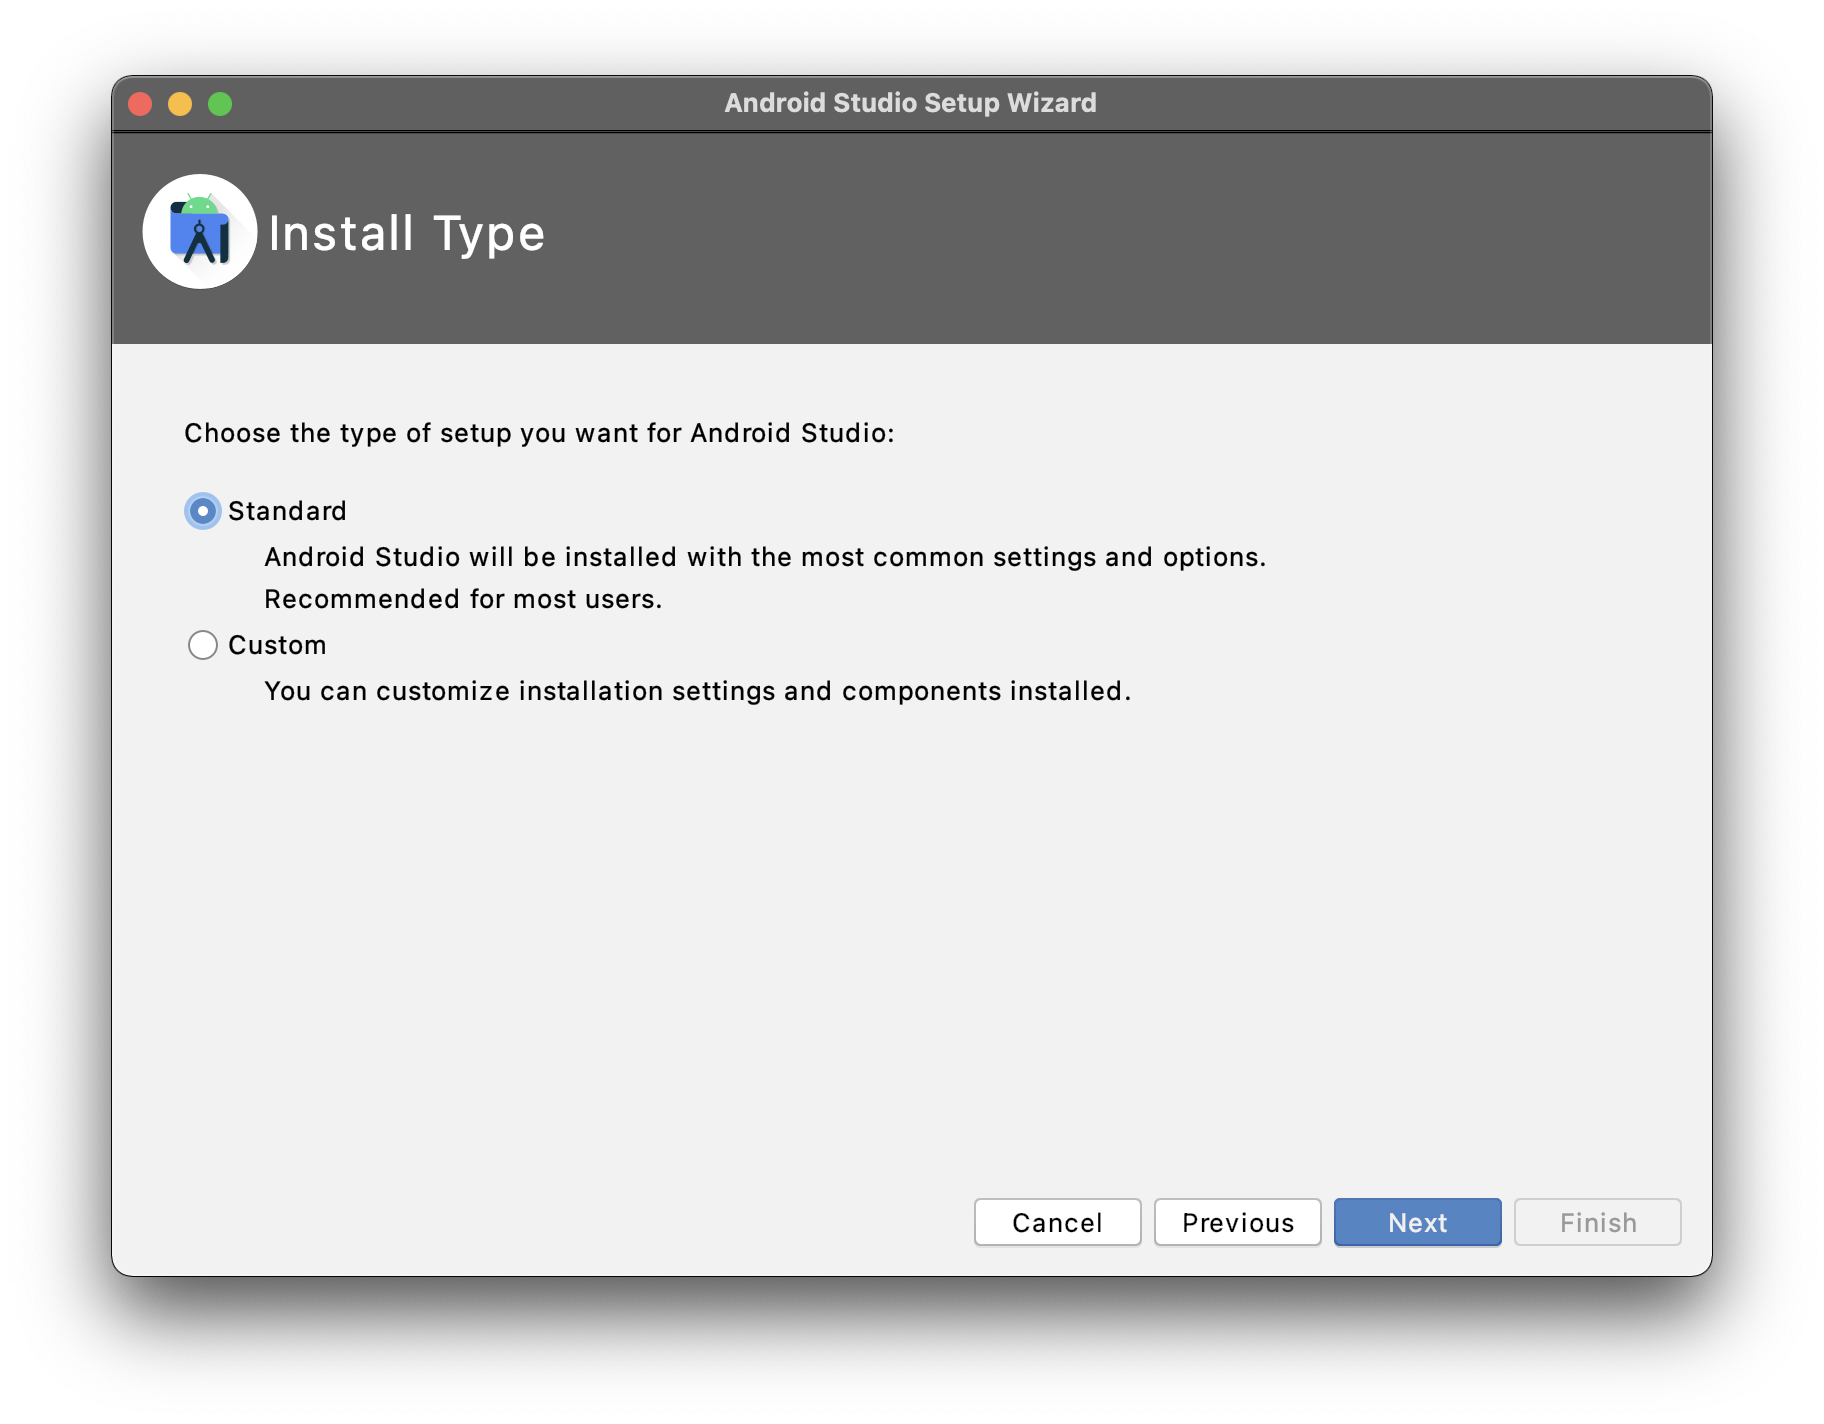 Android Studio Setup Wizard
Install Type
Choose the type of setup you want for Android Studio:
Standard
Android Studio will be installed with the most common settings and options.
Recommended for most users.
Custom
You can customize installation settings and components installed.
Cancel Previous Next Finish